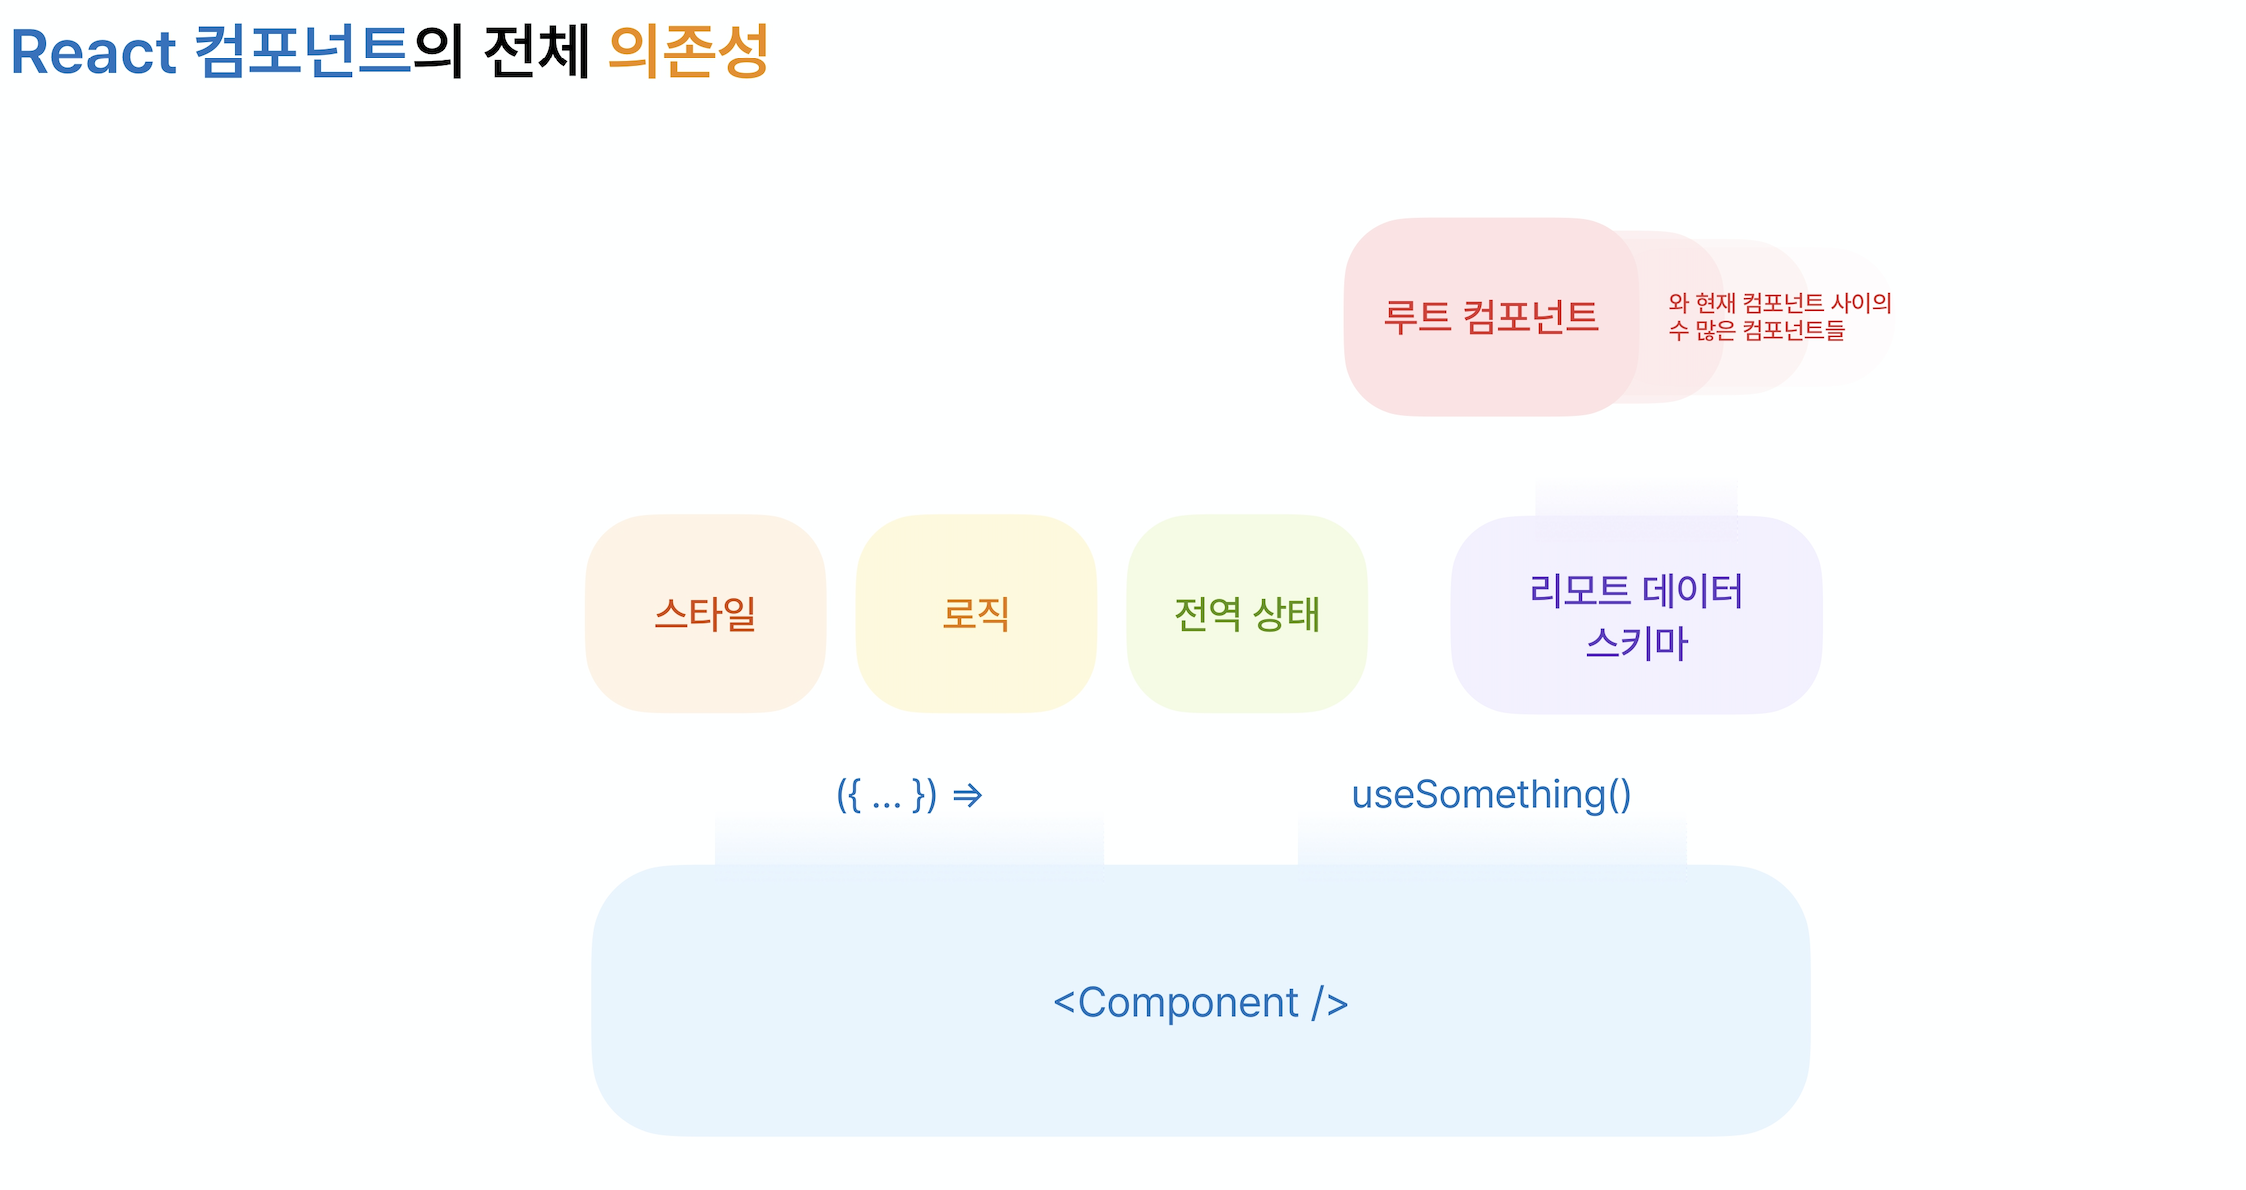 React 컴포넌트의 전체 의존성
루트 컴포넌트
와 현재 컴포넌트 사이의
수 많은 컴포넌트들
스타일
로직
전역 상태
리모트 데이터
스키마
({ ... }) ⇒
useSomething()
<Component />